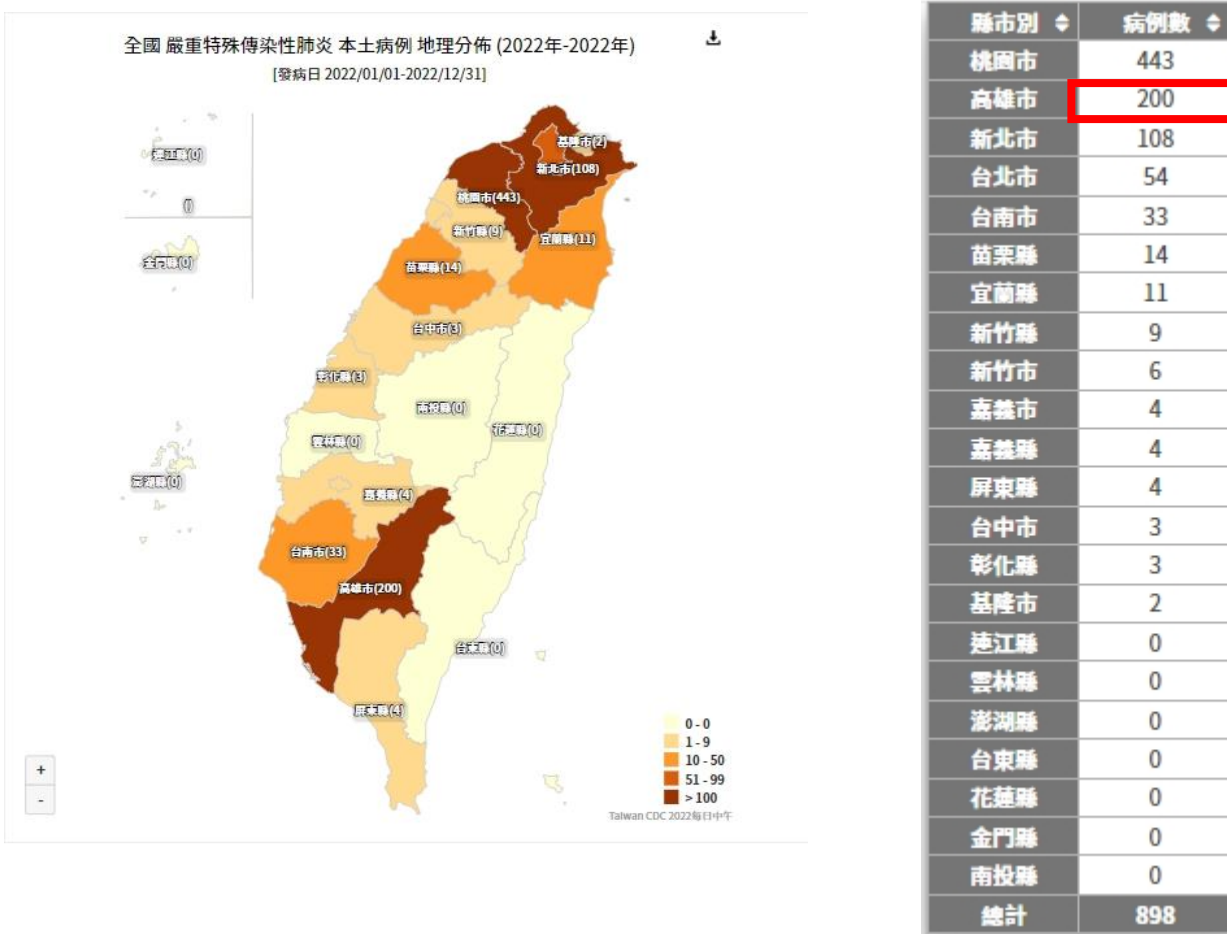 全國 嚴重特殊傳染性肺炎 本土病例 地理分佈 (2022年-2022年)
[發病日 2022/01/01-2022/12/31]
連江縣(0)
()
金門縣(0)
澎湖縣(0)
基隆市(2)
新北市(108)
桃園市(443)
新竹縣(9)
宜蘭縣(11)
苗栗縣(14)
台中市(3)
彰化縣(3)
南投縣(0)
花蓮縣(0)
雲林縣(0)
嘉義縣(4)
台南市(33)
高雄市(200)
台東縣(0)
屏東縣(4)
0 - 0
1 - 9
10 - 50
51 - 99
> 100
Taiwan CDC 2022每日中午
+
-
縣市別 病例數
桃園市 443
高雄市 200
新北市 108
台北市 54
台南市 33
苗栗縣 14
宜蘭縣 11
新竹縣 9
新竹市 6
嘉義市 4
嘉義縣 4
屏東縣 4
台中市 3
彰化縣 3
基隆市 2
連江縣 0
雲林縣 0
澎湖縣 0
台東縣 0
花蓮縣 0
金門縣 0
南投縣 0
總計 898